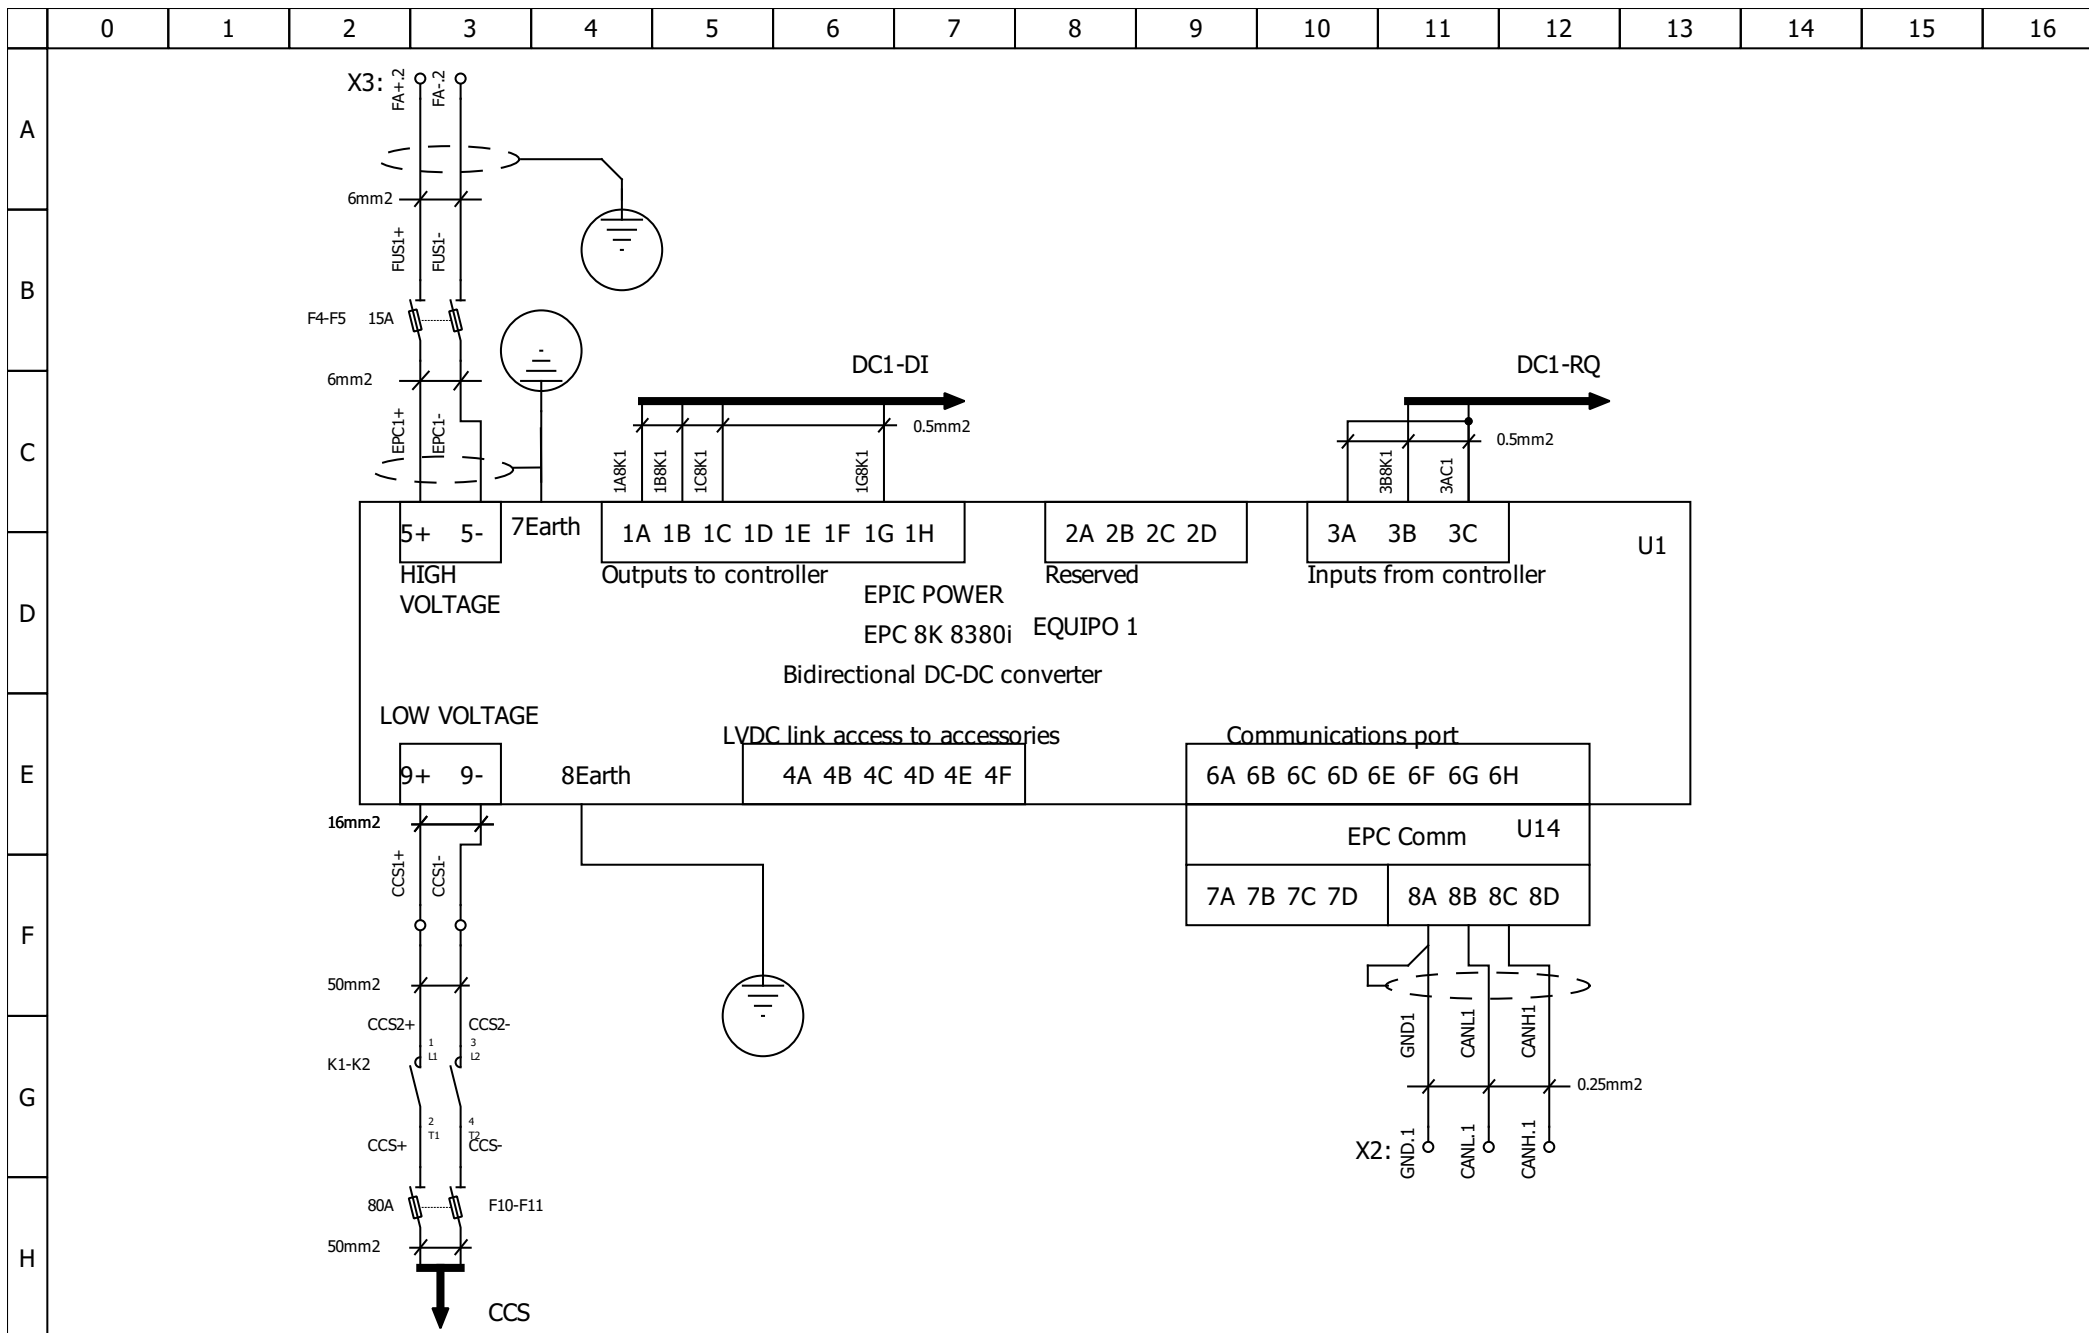 0 1 2 3 4 5 6 7 8 9 10 11 12 13 14 15 16
A
B
C
D
E
F
G
H
X3:
FA+.2
FA-.2
6mm2
FUS1+
FUS1-
F4-F5
15A
6mm2
EPC1+
EPC1-
DC1-DI
0.5mm2
1A8K1
1B8K1
1C8K1
1G8K1
DC1-RQ
0.5mm2
3B8K1
3AC1
5+ 5-
7Earth
1A 1B 1C 1D 1E 1F 1G 1H
2A 2B 2C 2D
3A 3B 3C
U1
HIGH
VOLTAGE
Outputs to controller
Reserved
Inputs from controller
EPIC POWER
EPC 8K 8380i
EQUIPO 1
Bidirectional DC-DC converter
LOW VOLTAGE
LVDC link access to accessories
Communications port
9+ 9-
8Earth
4A 4B 4C 4D 4E 4F
6A 6B 6C 6D 6E 6F 6G 6H
16mm2
EPC Comm
U14
CCS1+
CCS1-
7A 7B 7C 7D
8A 8B 8C 8D
50mm2
CCS2+
CCS2-
1
L1
3
L2
K1-K2
2
T1
4
T2
CCS+
CCS-
GND1
CANL1
CANH1
0.25mm2
X2:
GND.1
CANL.1
CANH.1
80A
F10-F11
50mm2
CCS